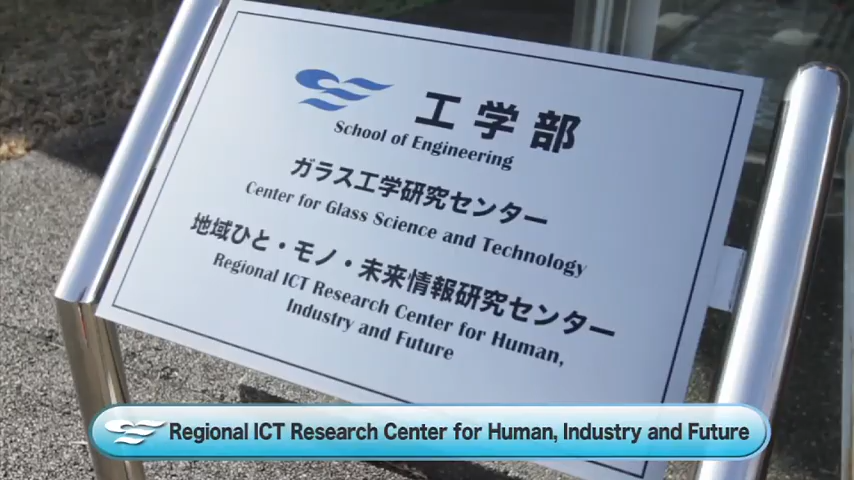 工学部
School of Engineering
ガラス工学研究センター
Center for Glass Science and Technology
地域ひと・モノ・未来情報研究センター
Regional ICT Research Center for Human,
Industry and Future
Regional ICT Research Center for Human, Industry and Future